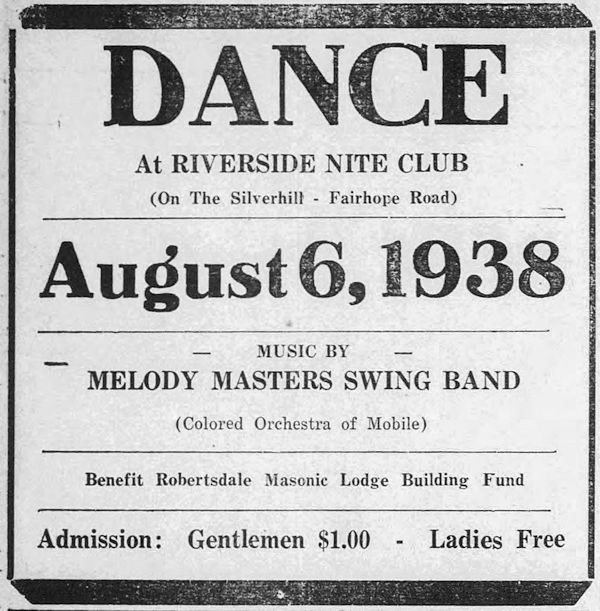 DANCE
At RIVERSIDE NITE CLUB
(On The Silverhill - Fairhope Road)
August 6, 1938
— MUSIC BY —
MELODY MASTERS SWING BAND
(Colored Orchestra of Mobile)
Benefit Robertsdale Masonic Lodge Building Fund
Admission: Gentlemen $1.00 - Ladies Free